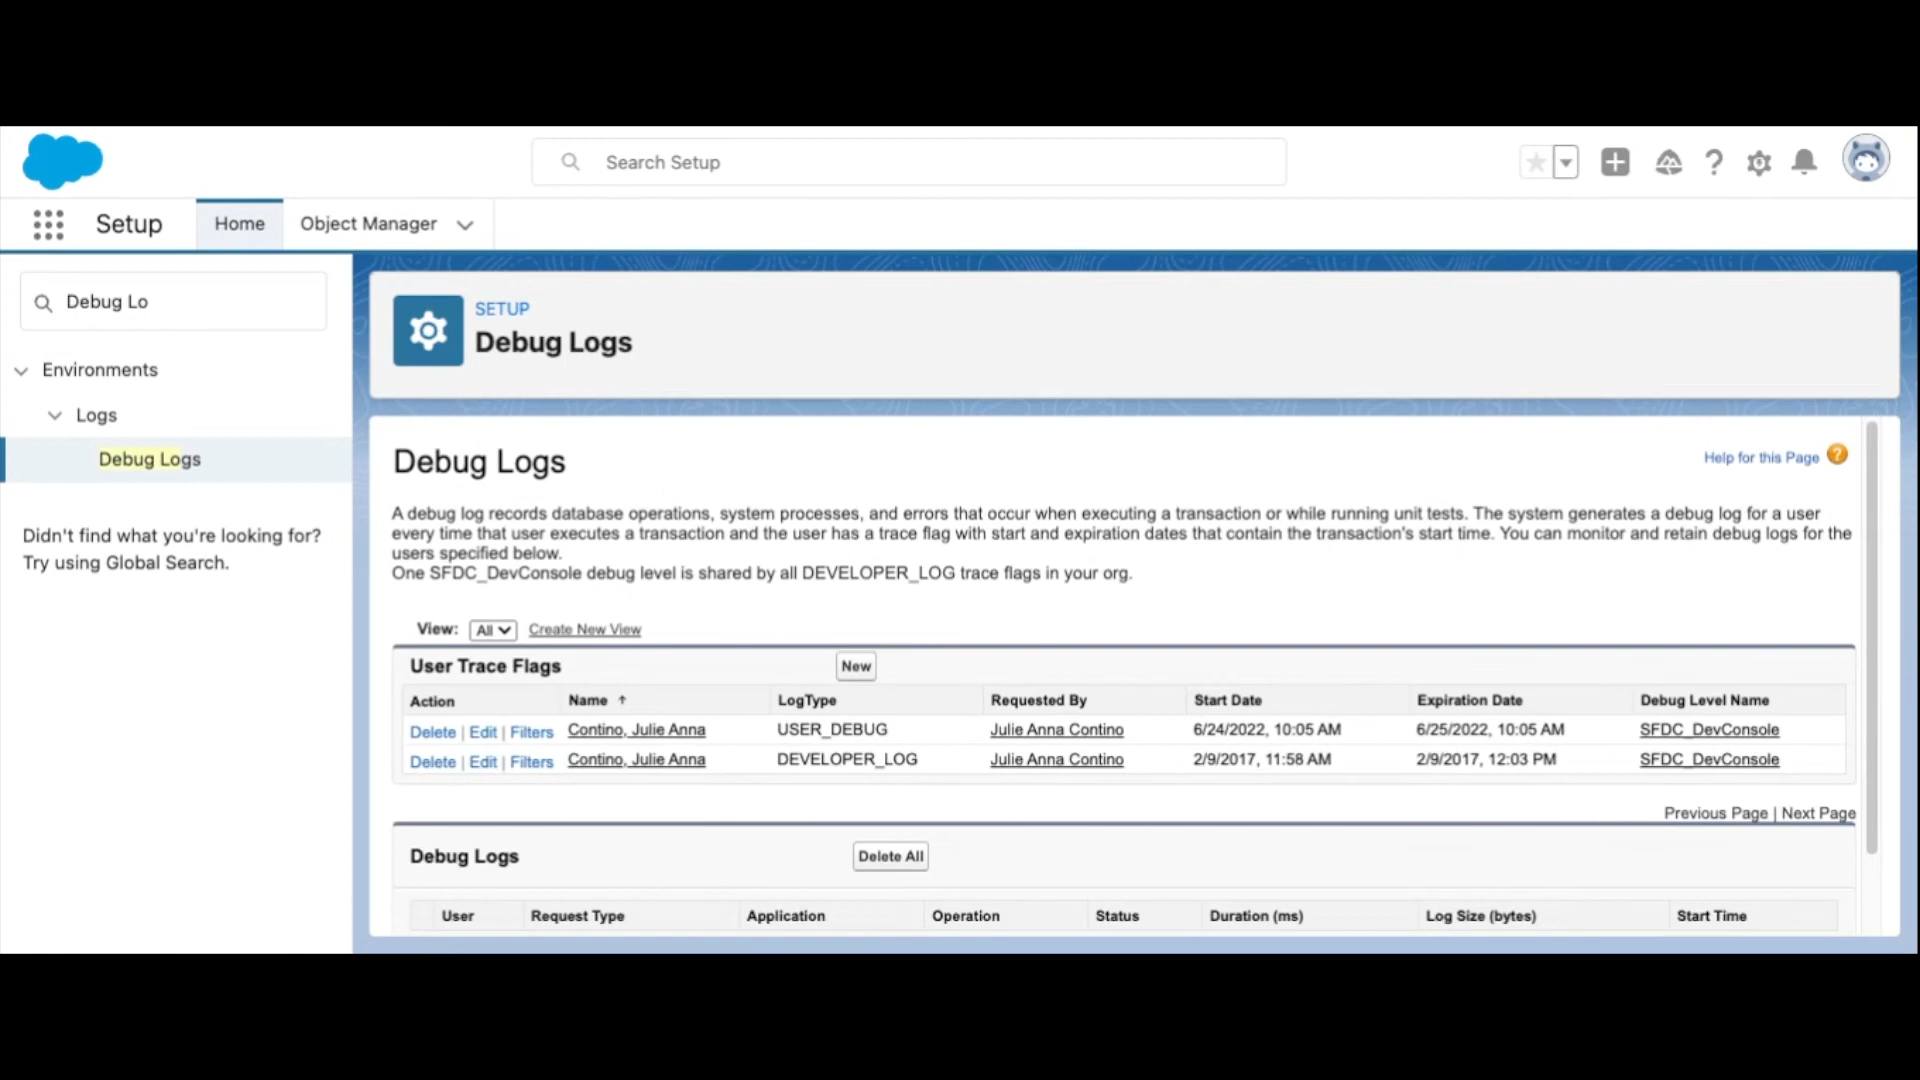 Search Setup
Setup
Home
Object Manager
Debug Lo
Environments
Logs
Debug Logs
Didn't find what you're looking for?
Try using Global Search.
SETUP
Debug Logs
Debug Logs
Help for this Page ?
A debug log records database operations, system processes, and errors that occur when executing a transaction or while running unit tests. The system generates a debug log for a user
every time that user executes a transaction and the user has a trace flag with start and expiration dates that contain the transaction's start time. You can monitor and retain debug logs for the
users specified below.
One SFDC_DevConsole debug level is shared by all DEVELOPER_LOG trace flags in your org.
View: All Create New View
User Trace Flags New
Action Name ↑ LogType Requested By Start Date Expiration Date Debug Level Name
Delete | Edit | Filters Contino, Julie Anna USER_DEBUG Julie Anna Contino 6/24/2022, 10:05 AM 6/25/2022, 10:05 AM SFDC_DevConsole
Delete | Edit | Filters Contino, Julie Anna DEVELOPER_LOG Julie Anna Contino 2/9/2017, 11:58 AM 2/9/2017, 12:03 PM SFDC_DevConsole
Previous Page | Next Page
Debug Logs Delete All
User Request Type Application Operation Status Duration (ms) Log Size (bytes) Start Time